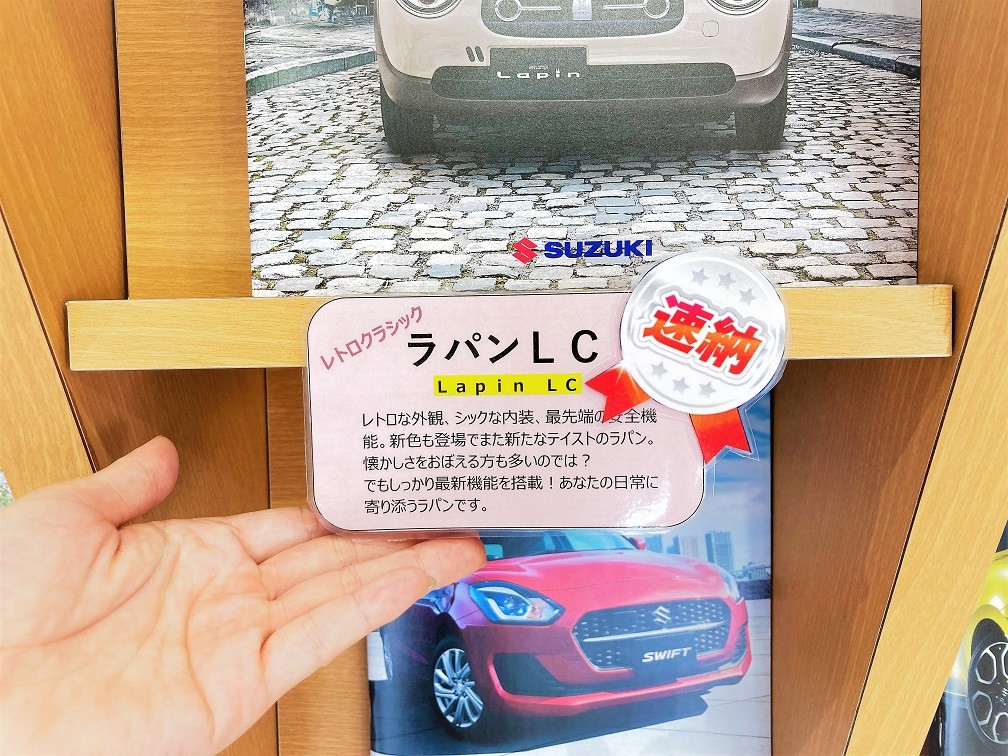 Lapin
SUZUKI
レトロクラシック
ラパンLC
Lapin LC
速納
レトロな外観、シックな内装、最先端の安全機
能。新色も登場でまた新たなテイストのラパン。
懐かしさをおぼえる方も多いのでは？
でもしっかり最新機能を搭載！あなたの日常に
寄り添うラパンです。
SWIFT